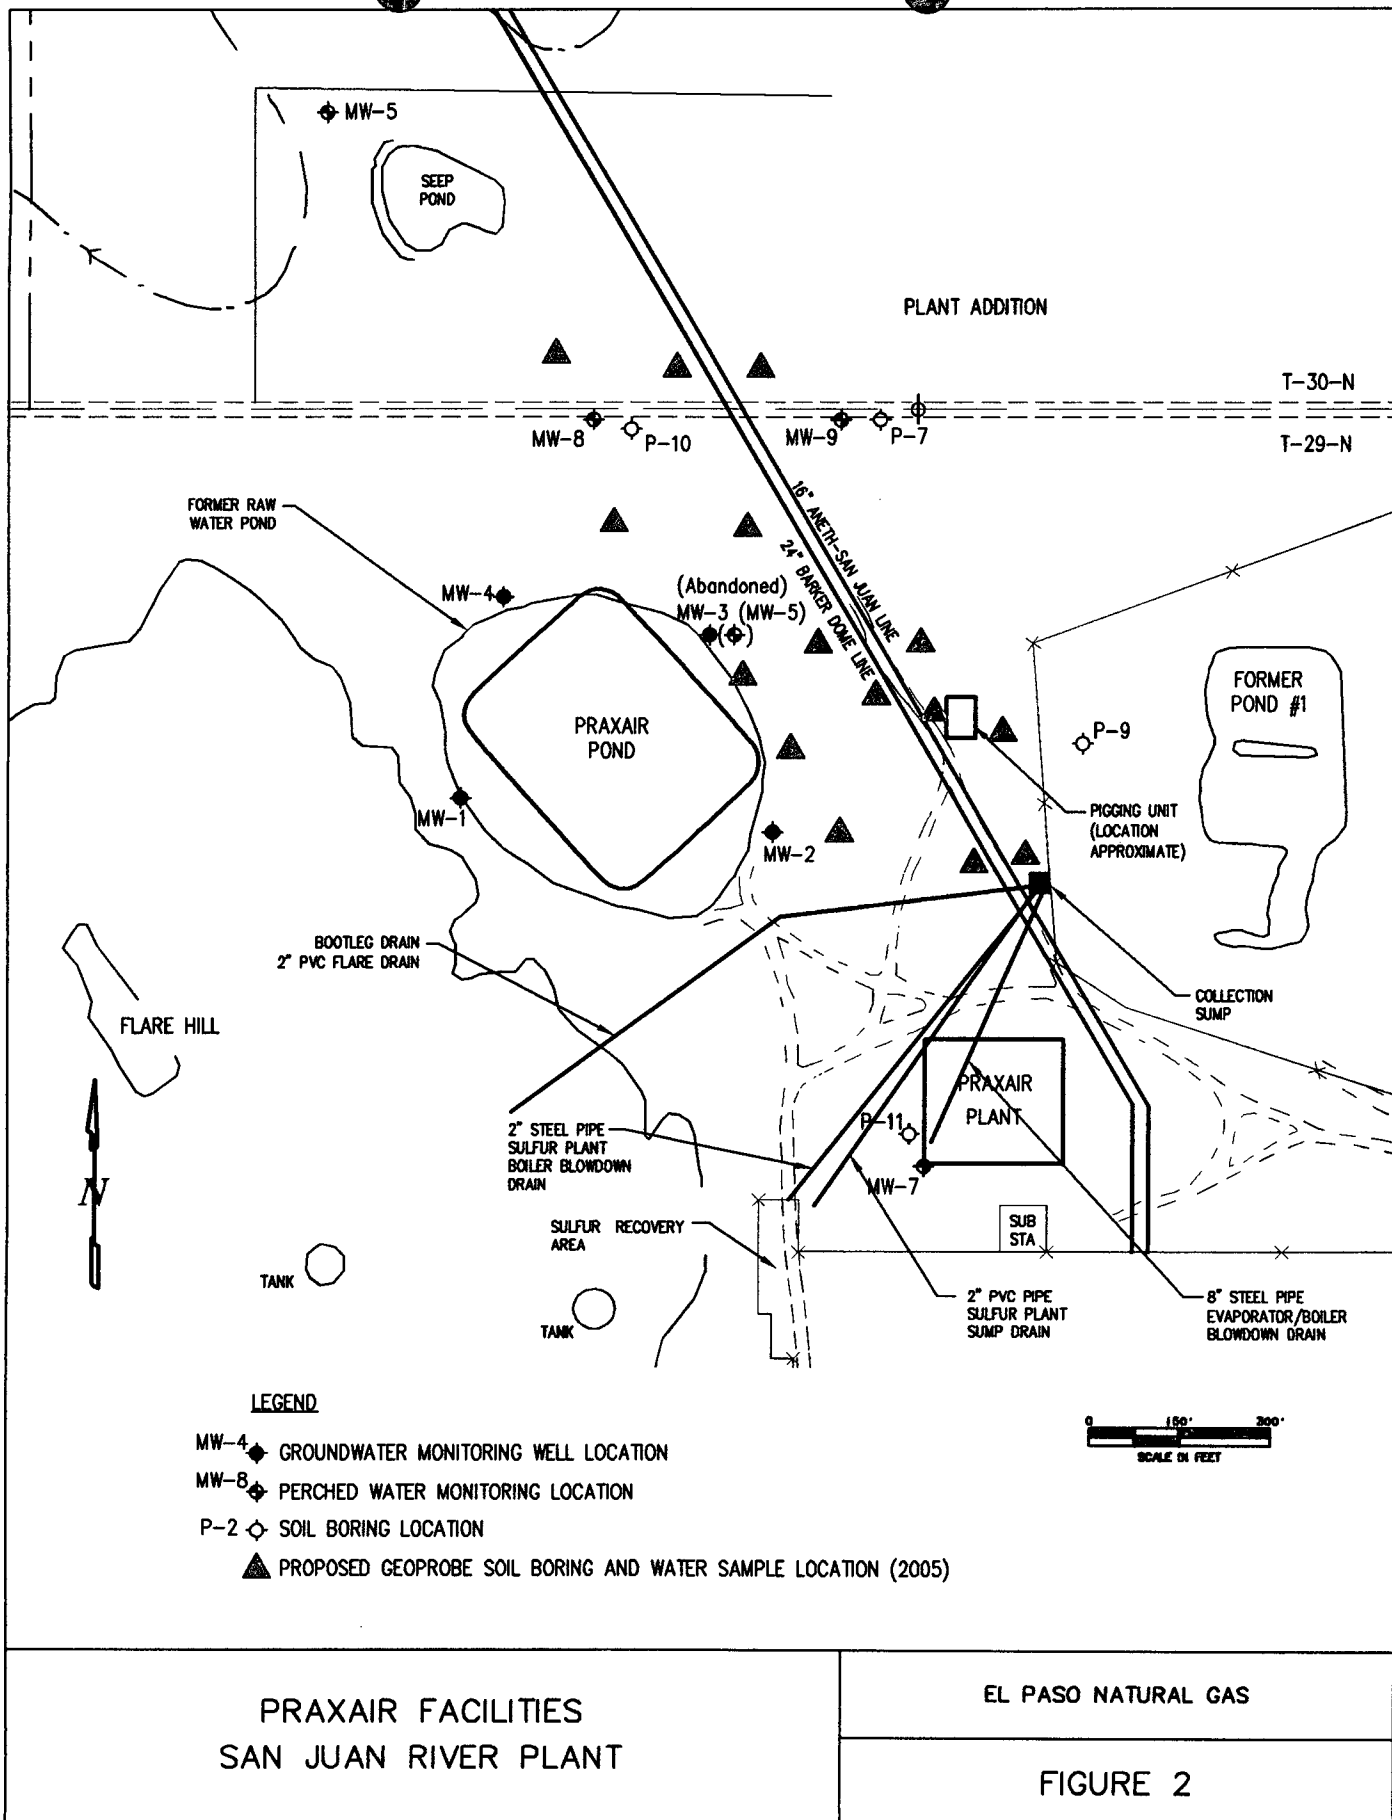 MW-5
SEEP
POND
PLANT ADDITION
T-30-N
MW-8
P-10
MW-9
P-7
T-29-N
FORMER RAW
WATER POND
16" ANETH-SAN JUAN LINE
24" BARKER DOME LINE
MW-4
(Abandoned)
MW-3 (MW-5)
( )
FORMER
POND #1
PRAXAIR
POND
P-9
MW-1
MW-2
PIGGING UNIT
(LOCATION
APPROXIMATE)
BOOTLEG DRAIN
2" PVC FLARE DRAIN
COLLECTION
SUMP
FLARE HILL
PRAXAIR
PLANT
P-11
2" STEEL PIPE
SULFUR PLANT
BOILER BLOWDOWN
DRAIN
MW-7
N
SULFUR RECOVERY
AREA
SUB
STA
TANK
TANK
2" PVC PIPE
SULFUR PLANT
SUMP DRAIN
8" STEEL PIPE
EVAPORATOR/BOILER
BLOWDOWN DRAIN
LEGEND
MW-4 GROUNDWATER MONITORING WELL LOCATION
MW-8 PERCHED WATER MONITORING LOCATION
P-2 SOIL BORING LOCATION
PROPOSED GEOPROBE SOIL BORING AND WATER SAMPLE LOCATION (2005)
0 150' 300'
SCALE IN FEET
PRAXAIR FACILITIES
SAN JUAN RIVER PLANT
EL PASO NATURAL GAS
FIGURE 2